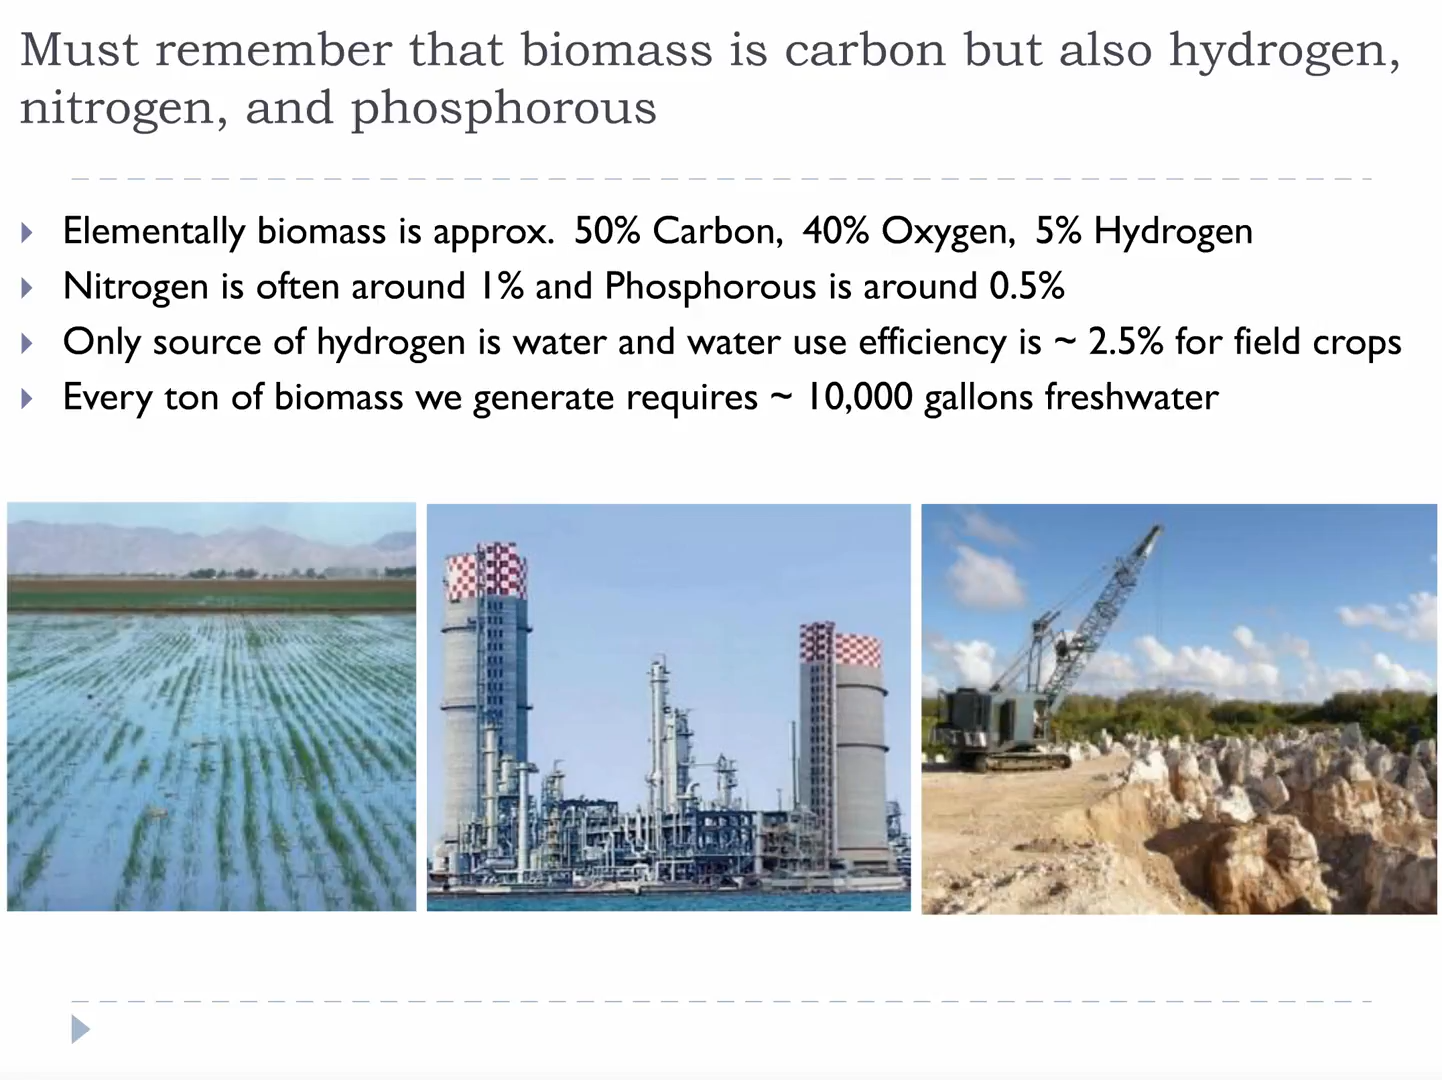 Must remember that biomass is carbon but also hydrogen,
nitrogen, and phosphorous
Elementally biomass is approx. 50% Carbon, 40% Oxygen, 5% Hydrogen
Nitrogen is often around 1% and Phosphorous is around 0.5%
Only source of hydrogen is water and water use efficiency is ~ 2.5% for field crops
Every ton of biomass we generate requires ~ 10,000 gallons freshwater